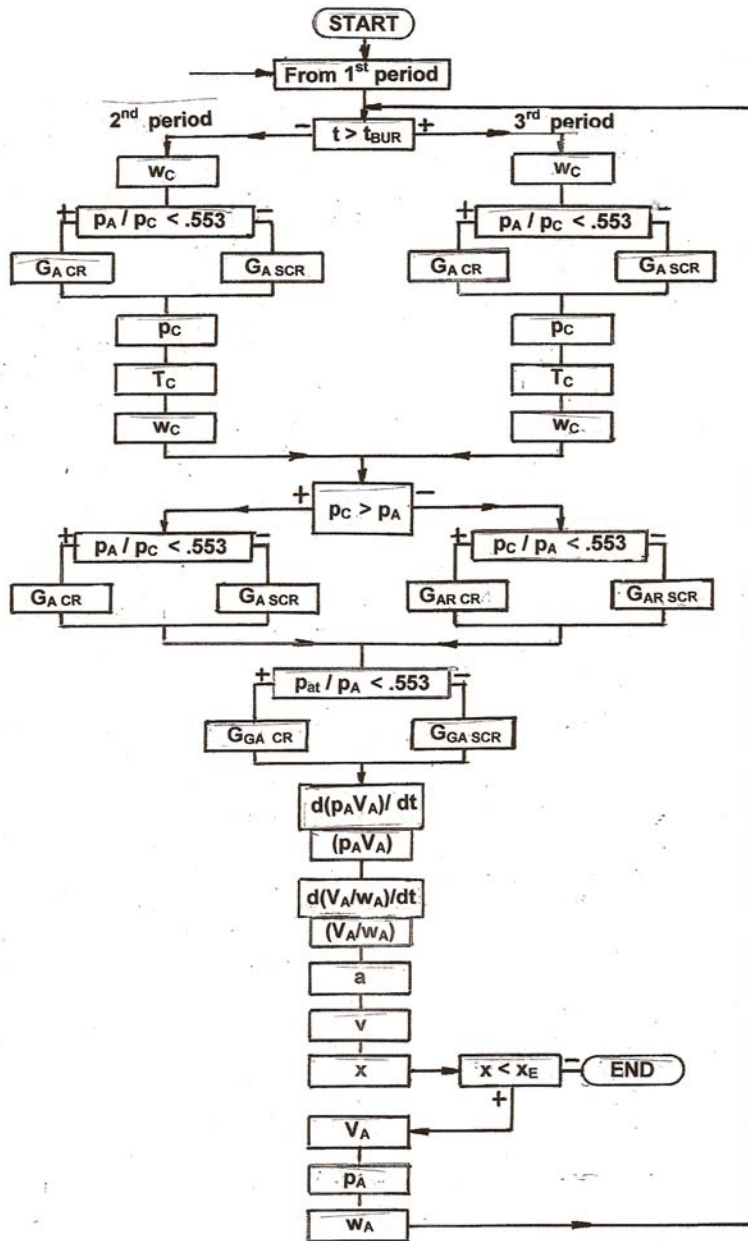 START
From 1st period
2nd period
t > tBUR
3rd period
−
+
wC
wC
+ pA / pC < .553 −
+ pA / pC < .553 −
GA CR
GA SCR
GA CR
GA SCR
pC
pC
TC
TC
wC
wC
+ pC > pA −
+ pA / pC < .553 −
+ pC / pA < .553 −
GA CR
GA SCR
GAR CR
GAR SCR
+ pat / pA < .553 −
GGA CR
GGA SCR
d(pAVA)/ dt
(pAVA)
d(VA/wA)/dt
(VA/wA)
a
v
x
x < xE
−
END
+
VA
pA
wA